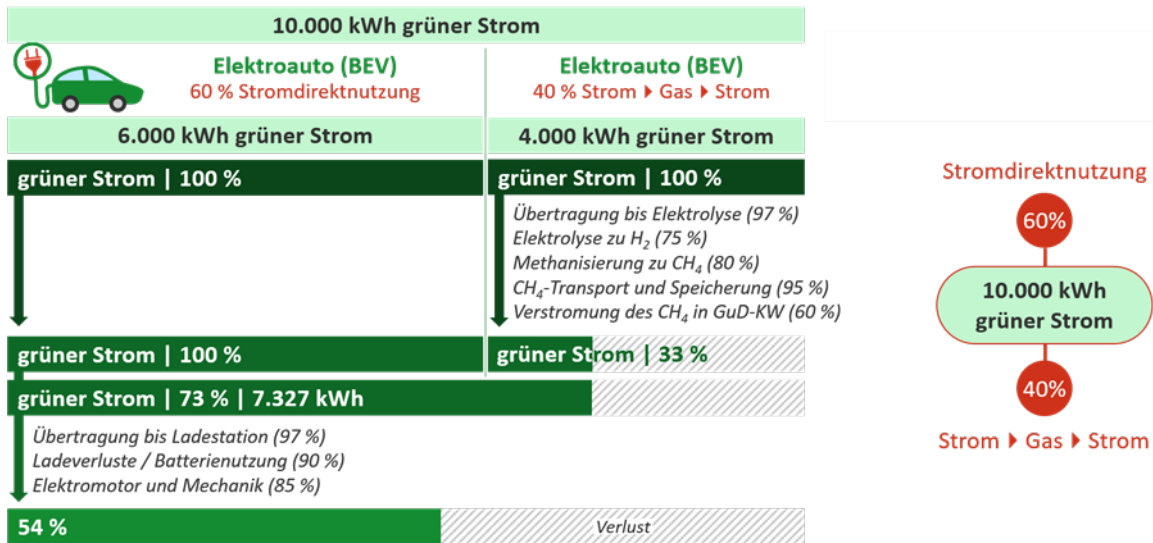 10.000 kWh grüner Strom
Elektroauto (BEV)
60 % Stromdirektnutzung
Elektroauto (BEV)
40 % Strom ▶ Gas ▶ Strom
6.000 kWh grüner Strom
4.000 kWh grüner Strom
grüner Strom | 100 %
grüner Strom | 100 %
Übertragung bis Elektrolyse (97 %)
Elektrolyse zu H₂ (75 %)
Methanisierung zu CH₄ (80 %)
CH₄-Transport und Speicherung (95 %)
Verstromung des CH₄ in GuD-KW (60 %)
grüner Strom | 100 %
grüner Strom | 33 %
grüner Strom | 73 % | 7.327 kWh
Übertragung bis Ladestation (97 %)
Ladeverluste / Batterienutzung (90 %)
Elektromotor und Mechanik (85 %)
54 %
Verlust
Stromdirektnutzung
60%
10.000 kWh
grüner Strom
40%
Strom ▶ Gas ▶ Strom